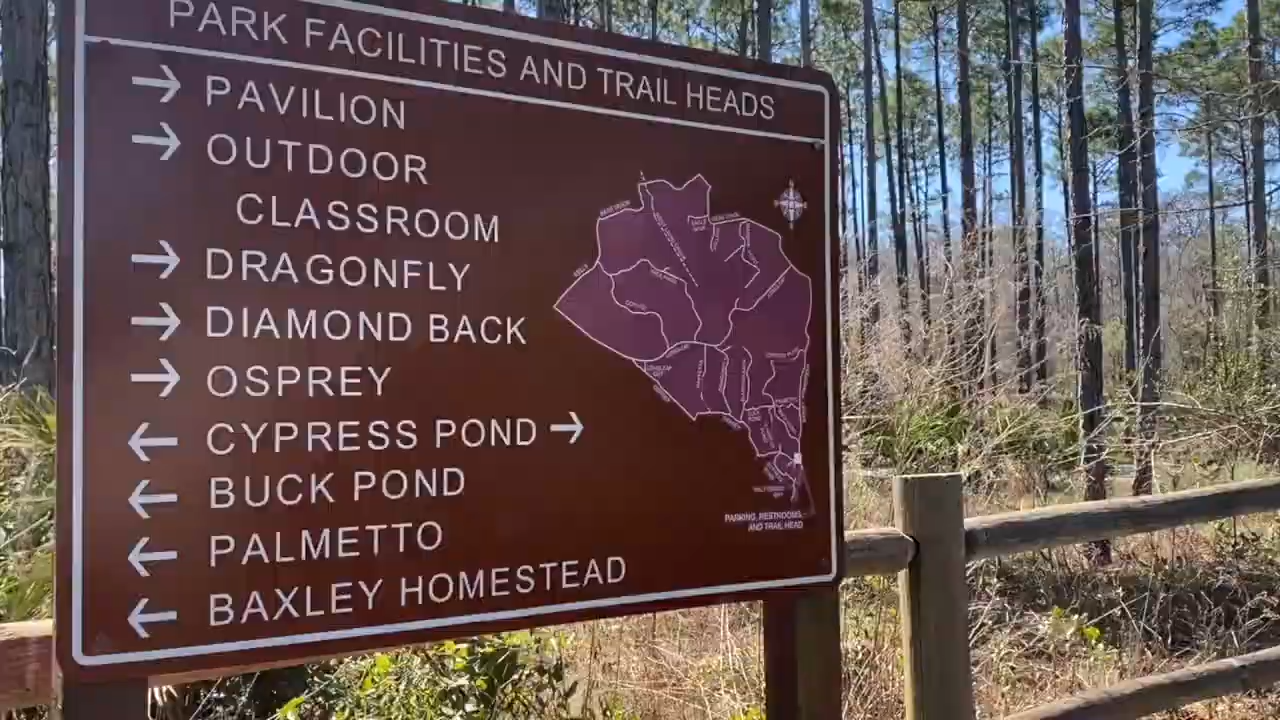 PARK FACILITIES AND TRAIL HEADS
→ PAVILION
→ OUTDOOR
CLASSROOM
→ DRAGONFLY
→ DIAMOND BACK
→ OSPREY
← CYPRESS POND →
← BUCK POND
← PALMETTO
← BAXLEY HOMESTEAD
PARKING, RESTROOMS,
AND TRAIL HEAD